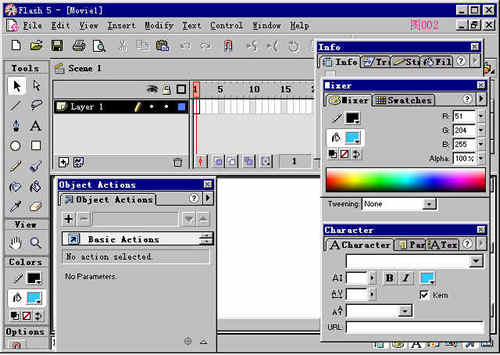 Flash 5 - [Movie1]
File Edit View Insert Modify Text Control Window Help
图002
Info
Info Tr Str Fil
Tools
Scene 1
1 5 10 15 20
Layer 1
1
Mixer
Mixer Swatches
R: 51
G: 204
B: 255
Alpha: 100%
Tweening: None
Object Actions
Object Actions
Basic Actions
No action selected.
No Parameters.
View
Colors
Options
Character
Character Par Tex
B I
Kern
URL: